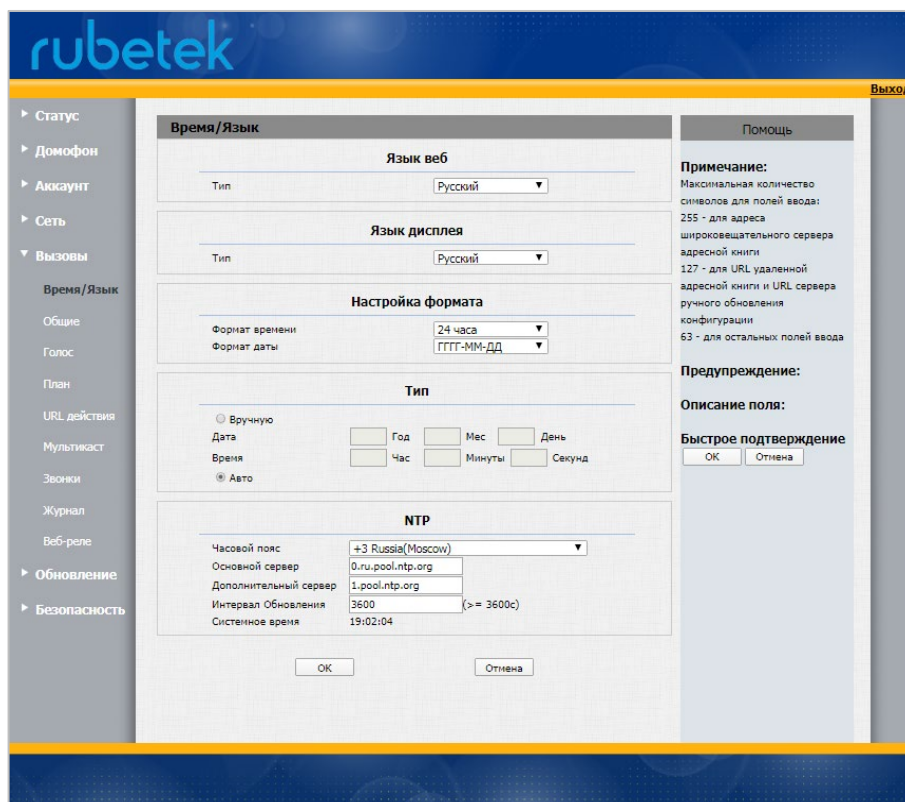 rubetek
Выхо
Статус
Домофон
Аккаунт
Сеть
Вызовы
Время/Язык
Общие
Голос
План
URL действия
Мультикаст
Звонки
Журнал
Веб-реле
Обновление
Безопасность
Время/Язык
Язык веб
Тип Русский
Язык дисплея
Тип Русский
Настройка формата
Формат времени 24 часа
Формат даты ГГГГ-ММ-ДД
Тип
Вручную
Дата Год Мес День
Время Час Минуты Секунд
Авто
NTP
Часовой пояс +3 Russia(Moscow)
Основной сервер 0.ru.pool.ntp.org
Дополнительный сервер 1.pool.ntp.org
Интервал Обновления 3600 (>= 3600с)
Системное время 19:02:04
ОК Отмена
Помощь
Примечание:
Максимальная количество
символов для полей ввода:
255 - для адреса
широковещательного сервера
адресной книги
127 - для URL удаленной
адресной книги и URL сервера
ручного обновления
конфигурации
63 - для остальных полей ввода
Предупреждение:
Описание поля:
Быстрое подтверждение
ОК Отмена